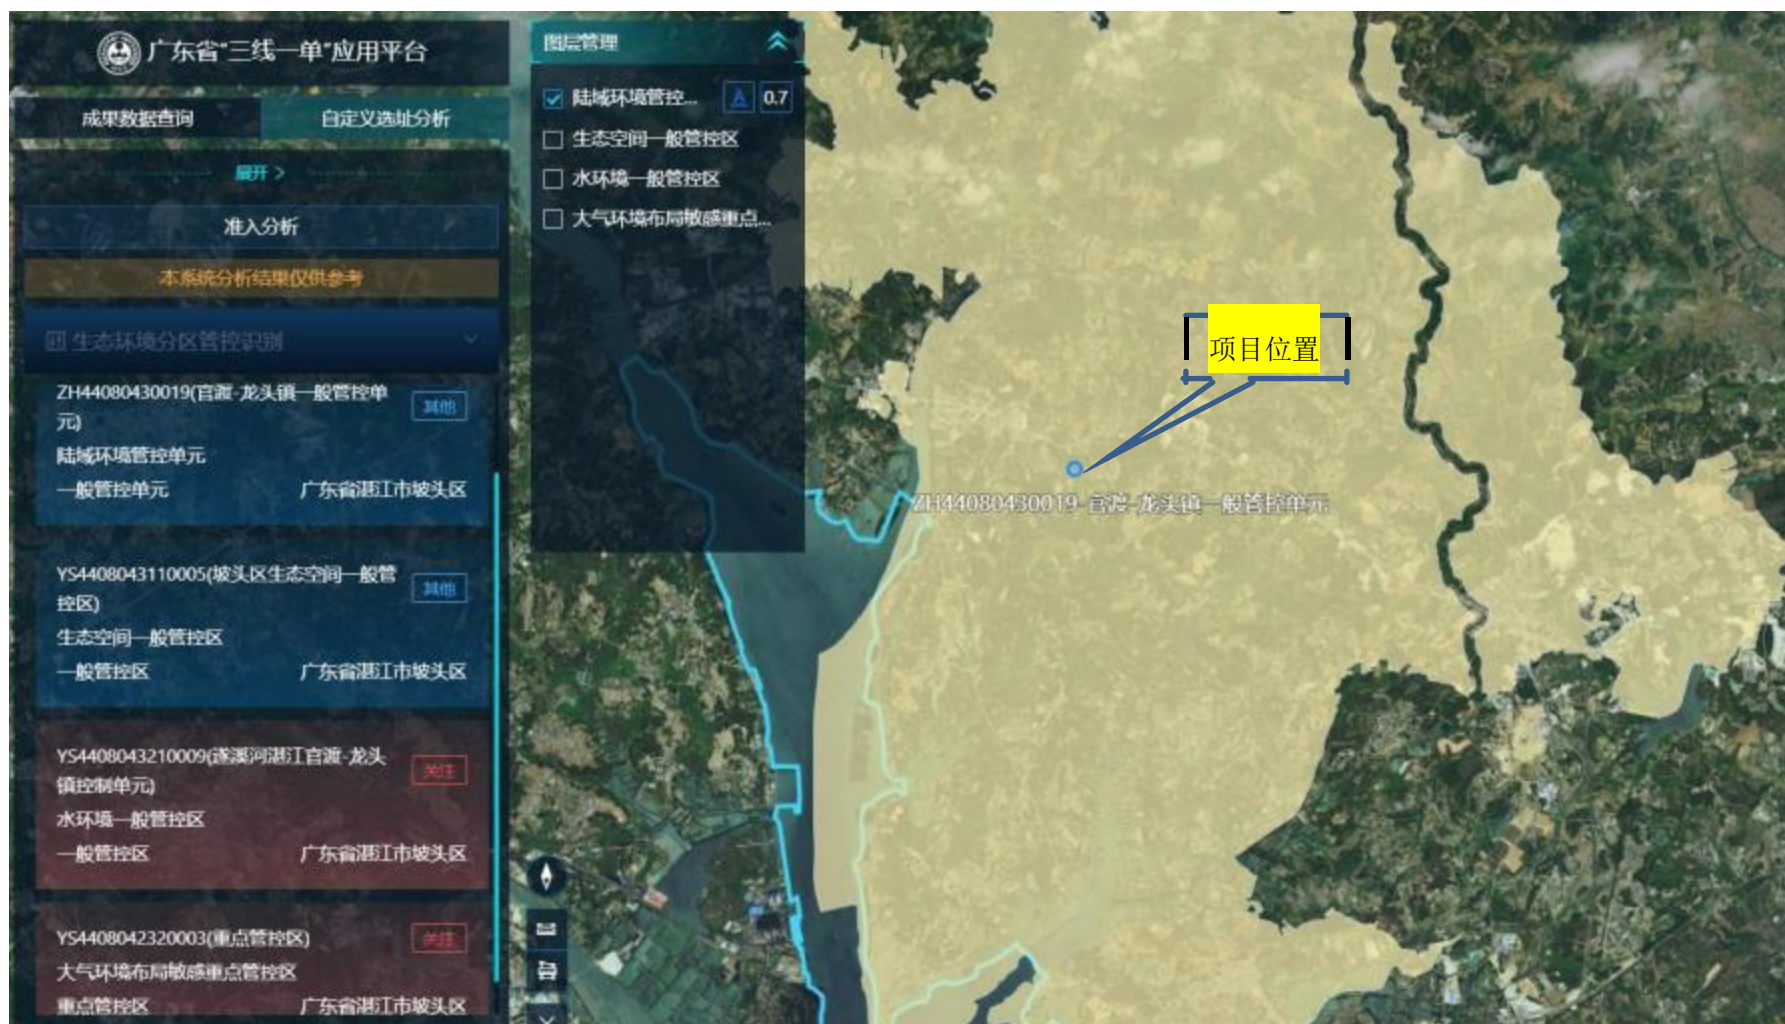 广东省“三线一单”应用平台
成果数据查询
自定义选址分析
展开 >
准入分析
本系统分析结果仅供参考
生态环境分区管控识别
ZH44080430019(官渡-龙头镇一般管控单
元)
其他
陆域环境管控单元
一般管控单元
广东省湛江市坡头区
YS4408043110005(坡头区生态空间一般管
控区)
其他
生态空间一般管控区
一般管控区
广东省湛江市坡头区
YS4408043210009(遂溪河湛江官渡-龙头
镇控制单元)
关注
水环境一般管控区
一般管控区
广东省湛江市坡头区
YS4408042320003(重点管控区)
关注
大气环境布局敏感重点管控区
重点管控区
广东省湛江市坡头区
图层管理
陆域环境管控...
A
0.7
生态空间一般管控区
水环境一般管控区
大气环境布局敏感重点...
项目位置
ZH44080430019-官渡-龙头镇一般管控单元